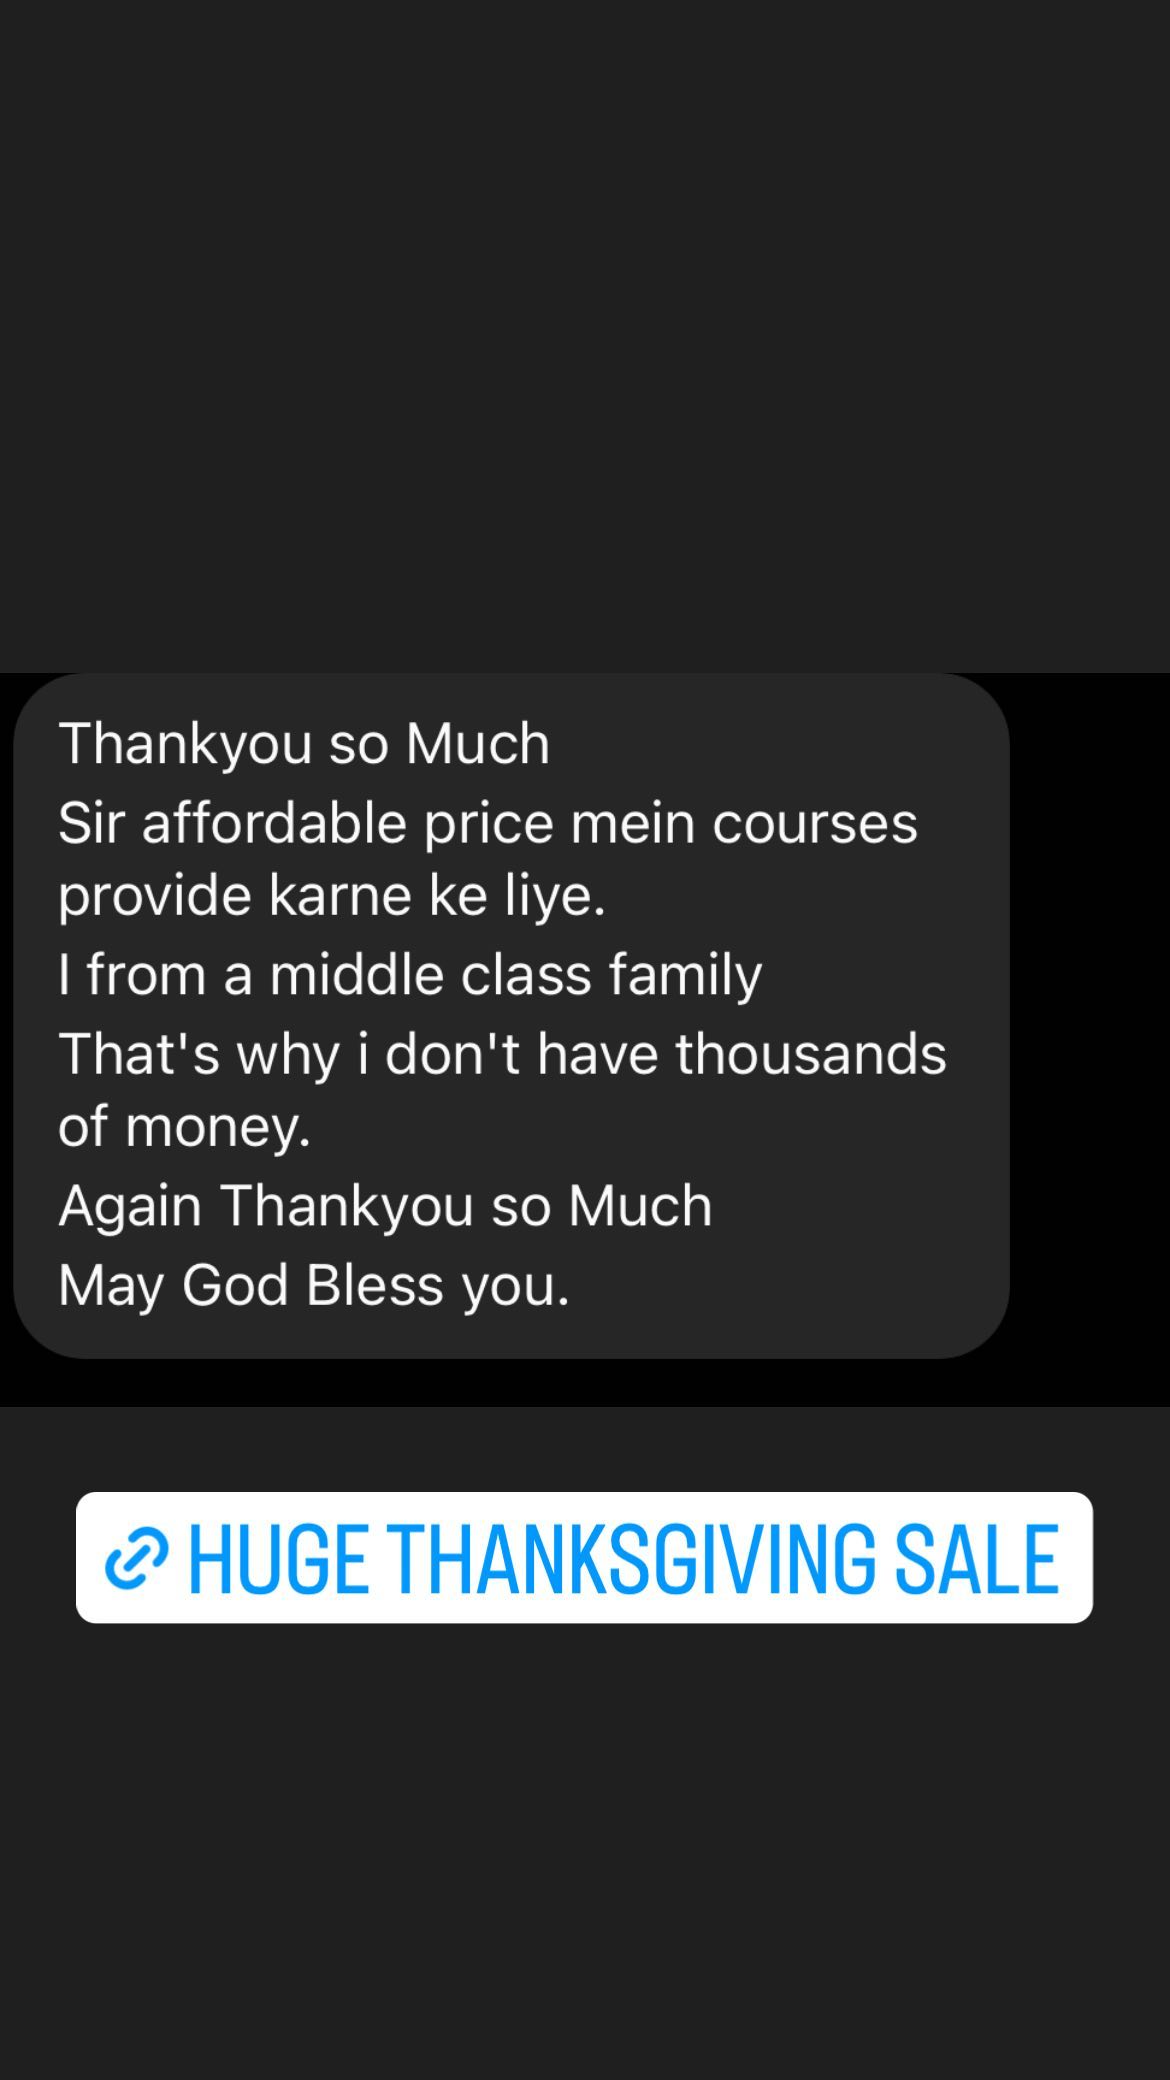 Thankyou so Much
Sir affordable price mein courses
provide karne ke liye.
I from a middle class family
That's why i don't have thousands
of money.
Again Thankyou so Much
May God Bless you.
HUGE THANKSGIVING SALE